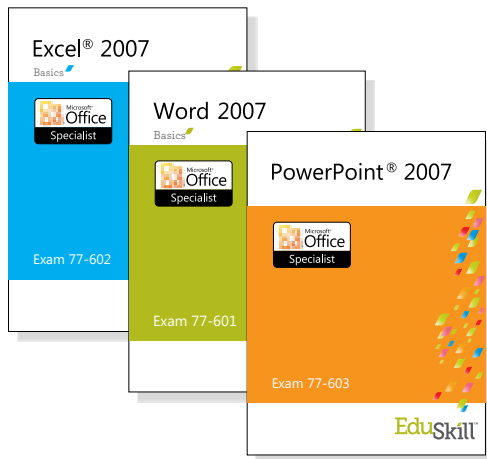 Excel® 2007
Basics
Microsoft®
Office
Specialist
Exam 77-602
Word 2007
Basics
Microsoft®
Office
Specialist
Exam 77-601
PowerPoint® 2007
Microsoft®
Office
Specialist
Exam 77-603
EduSkill™